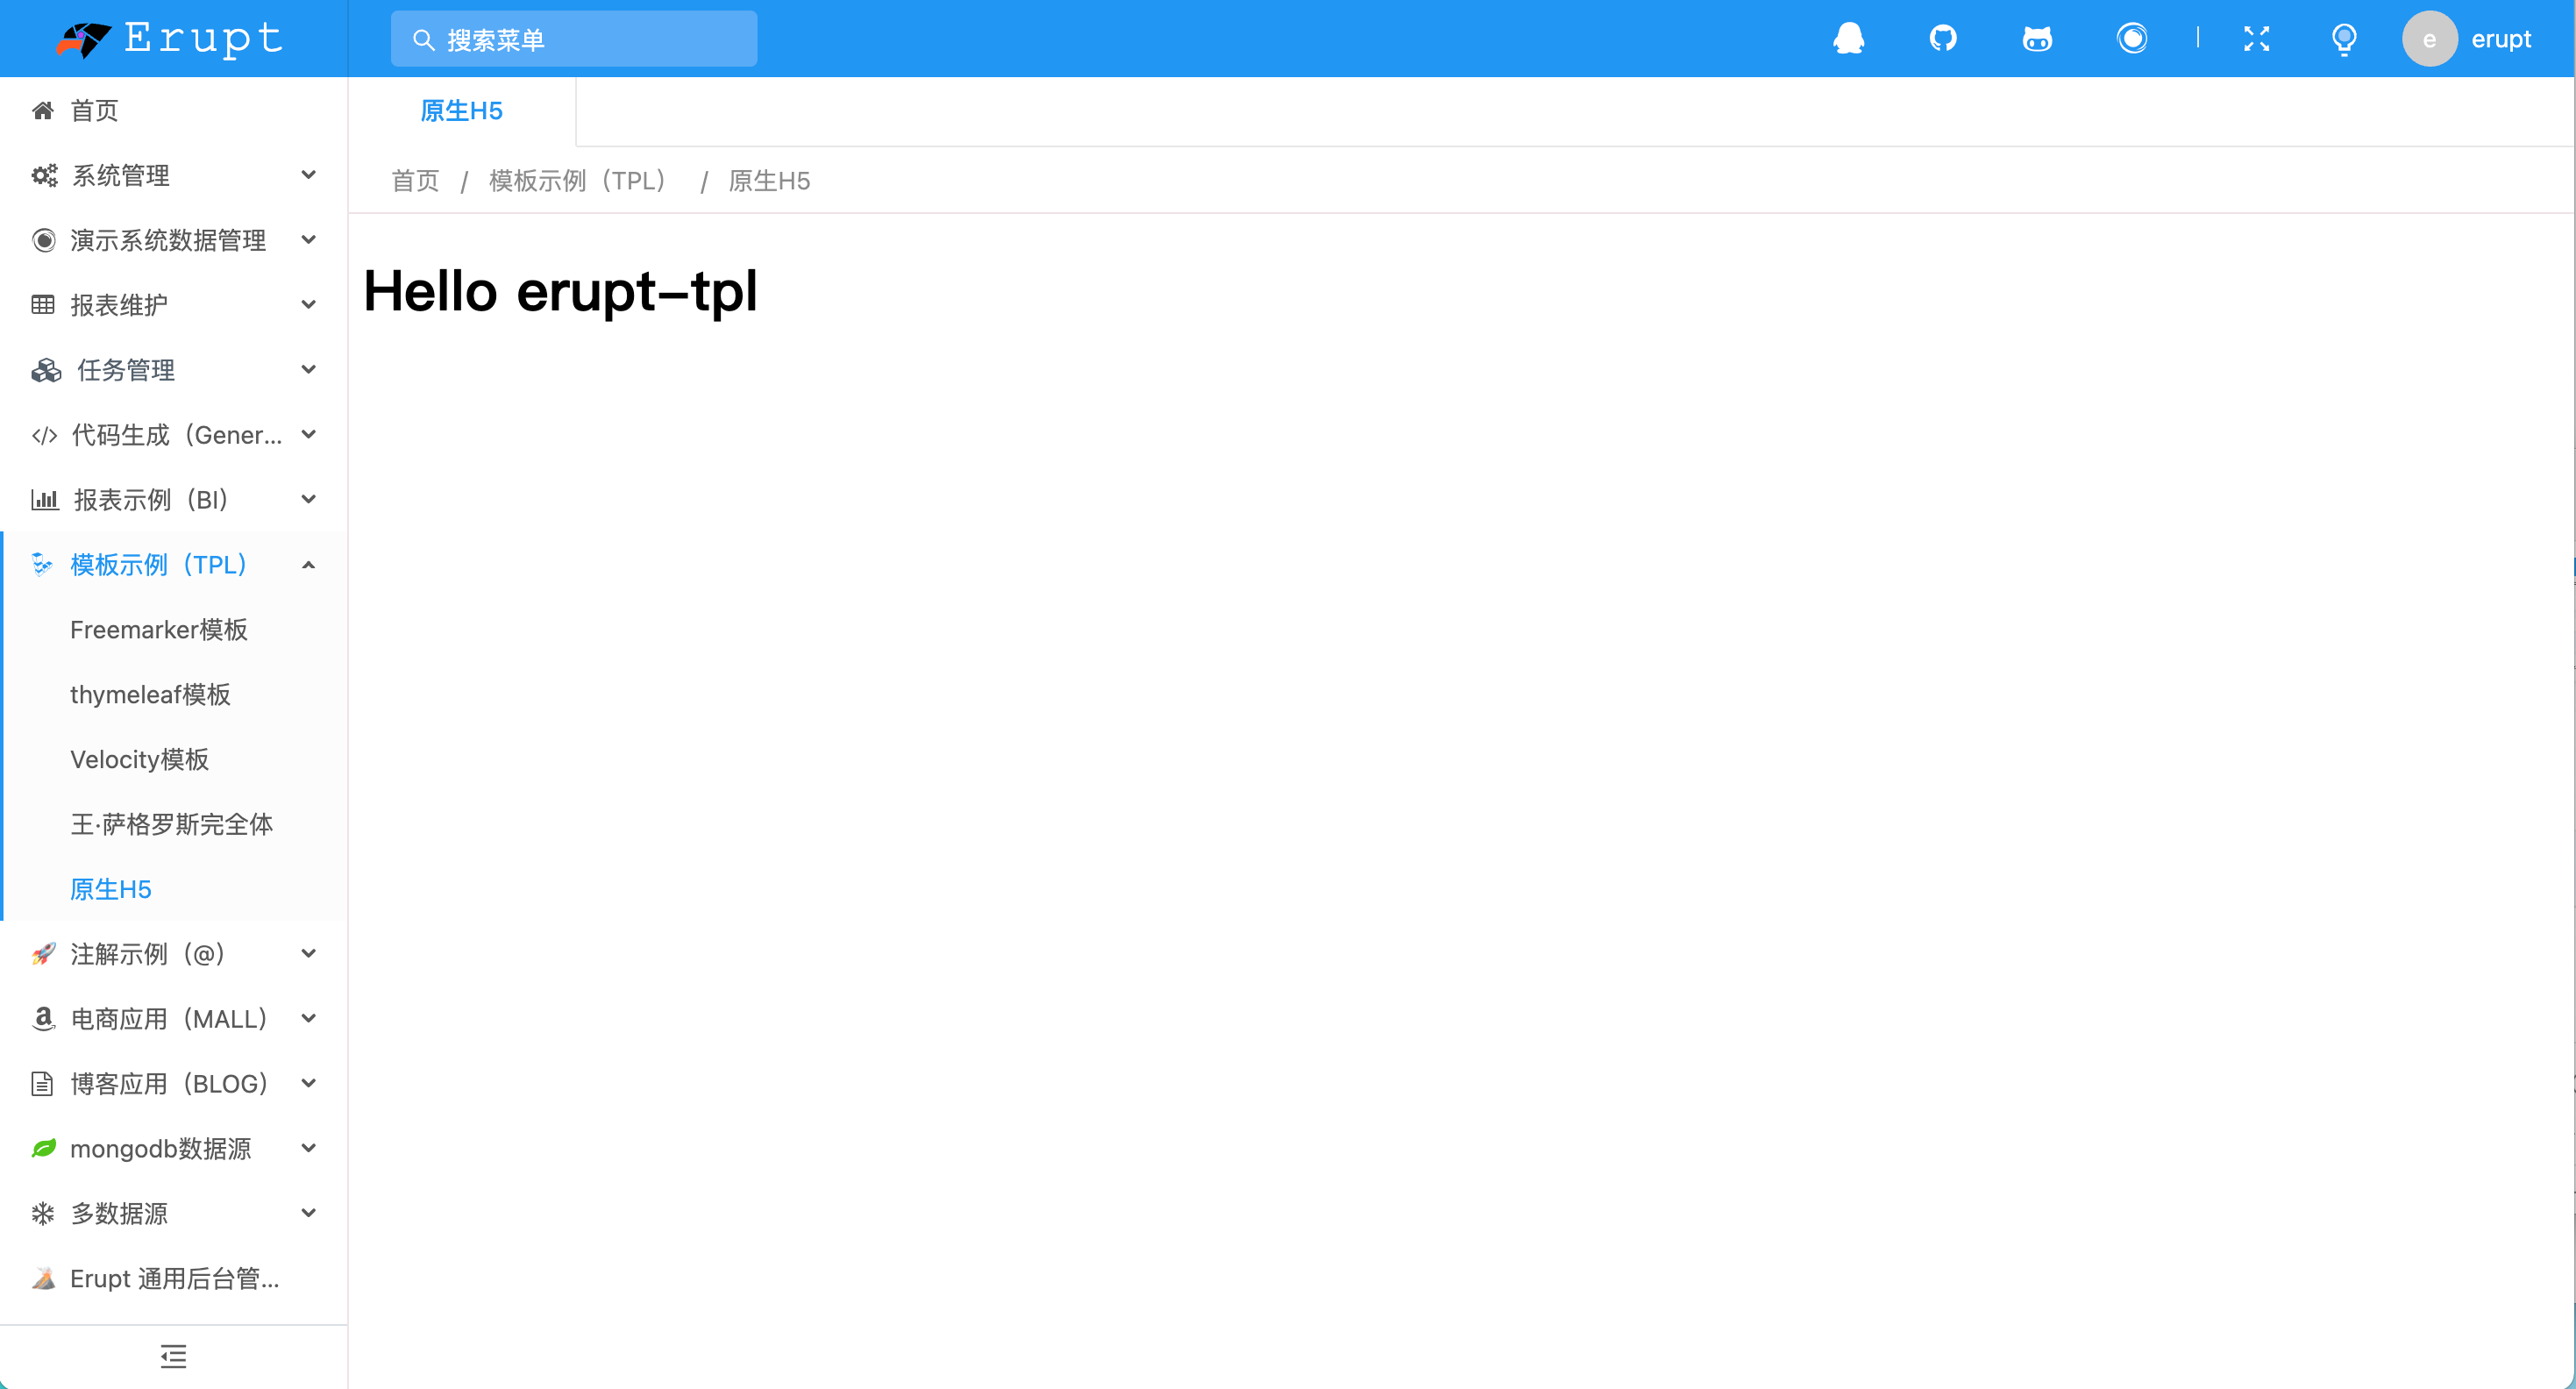 Erupt
搜索菜单
e
erupt
首页
系统管理
演示系统数据管理
报表维护
任务管理
代码生成（Gener...
报表示例（BI）
模板示例（TPL）
Freemarker模板
thymeleaf模板
Velocity模板
王·萨格罗斯完全体
原生H5
注解示例（@）
电商应用（MALL）
博客应用（BLOG）
mongodb数据源
多数据源
Erupt 通用后台管...
原生H5
首页 / 模板示例（TPL） / 原生H5
Hello erupt-tpl